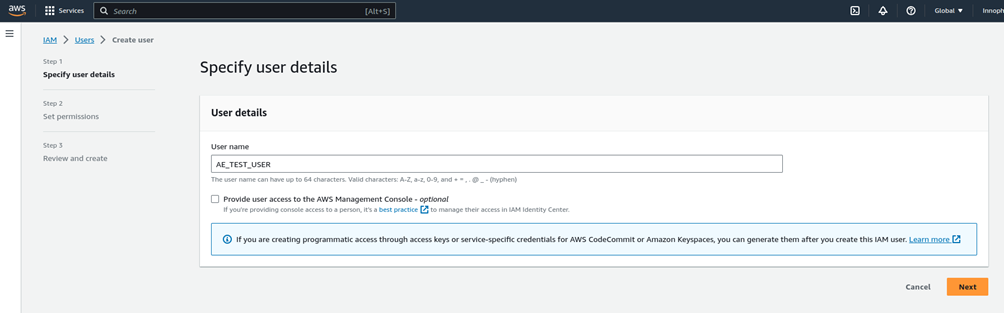 aws Services Search [Alt+S] Global ▼ Innoph
IAM > Users > Create user
Step 1
Specify user details
Step 2
Set permissions
Step 3
Review and create
Specify user details
User details
User name
AE_TEST_USER
The user name can have up to 64 characters. Valid characters: A-Z, a-z, 0-9, and + = , . @ _ - (hyphen)
Provide user access to the AWS Management Console - optional
If you're providing console access to a person, it's a best practice to manage their access in IAM Identity Center.
If you are creating programmatic access through access keys or service-specific credentials for AWS CodeCommit or Amazon Keyspaces, you can generate them after you create this IAM user. Learn more
Cancel Next